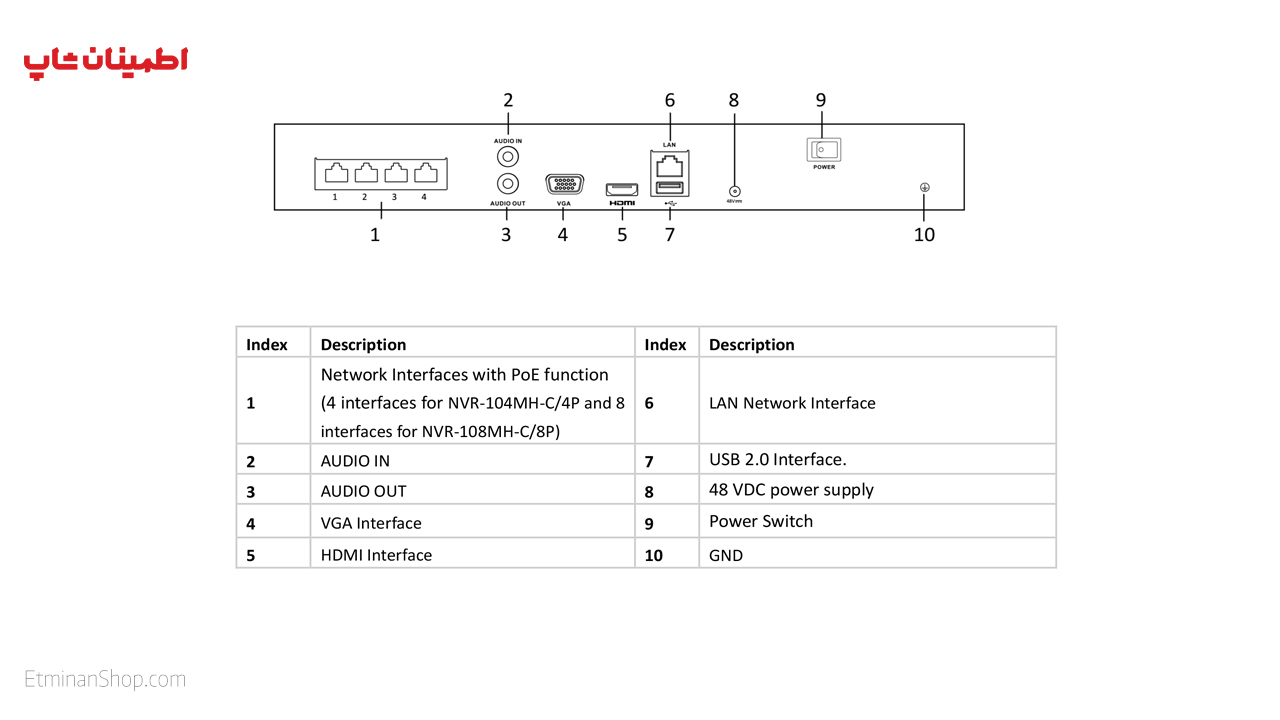 اطمینان شاپ
2 6 8 9
AUDIO IN LAN
POWER
1 2 3 4
AUDIO OUT VGA HDMI 48V
1 3 4 5 7 10
Index Description Index Description
1 Network Interfaces with PoE function (4 interfaces for NVR-104MH-C/4P and 8 interfaces for NVR-108MH-C/8P) 6 LAN Network Interface
2 AUDIO IN 7 USB 2.0 Interface.
3 AUDIO OUT 8 48 VDC power supply
4 VGA Interface 9 Power Switch
5 HDMI Interface 10 GND
EtminanShop.com